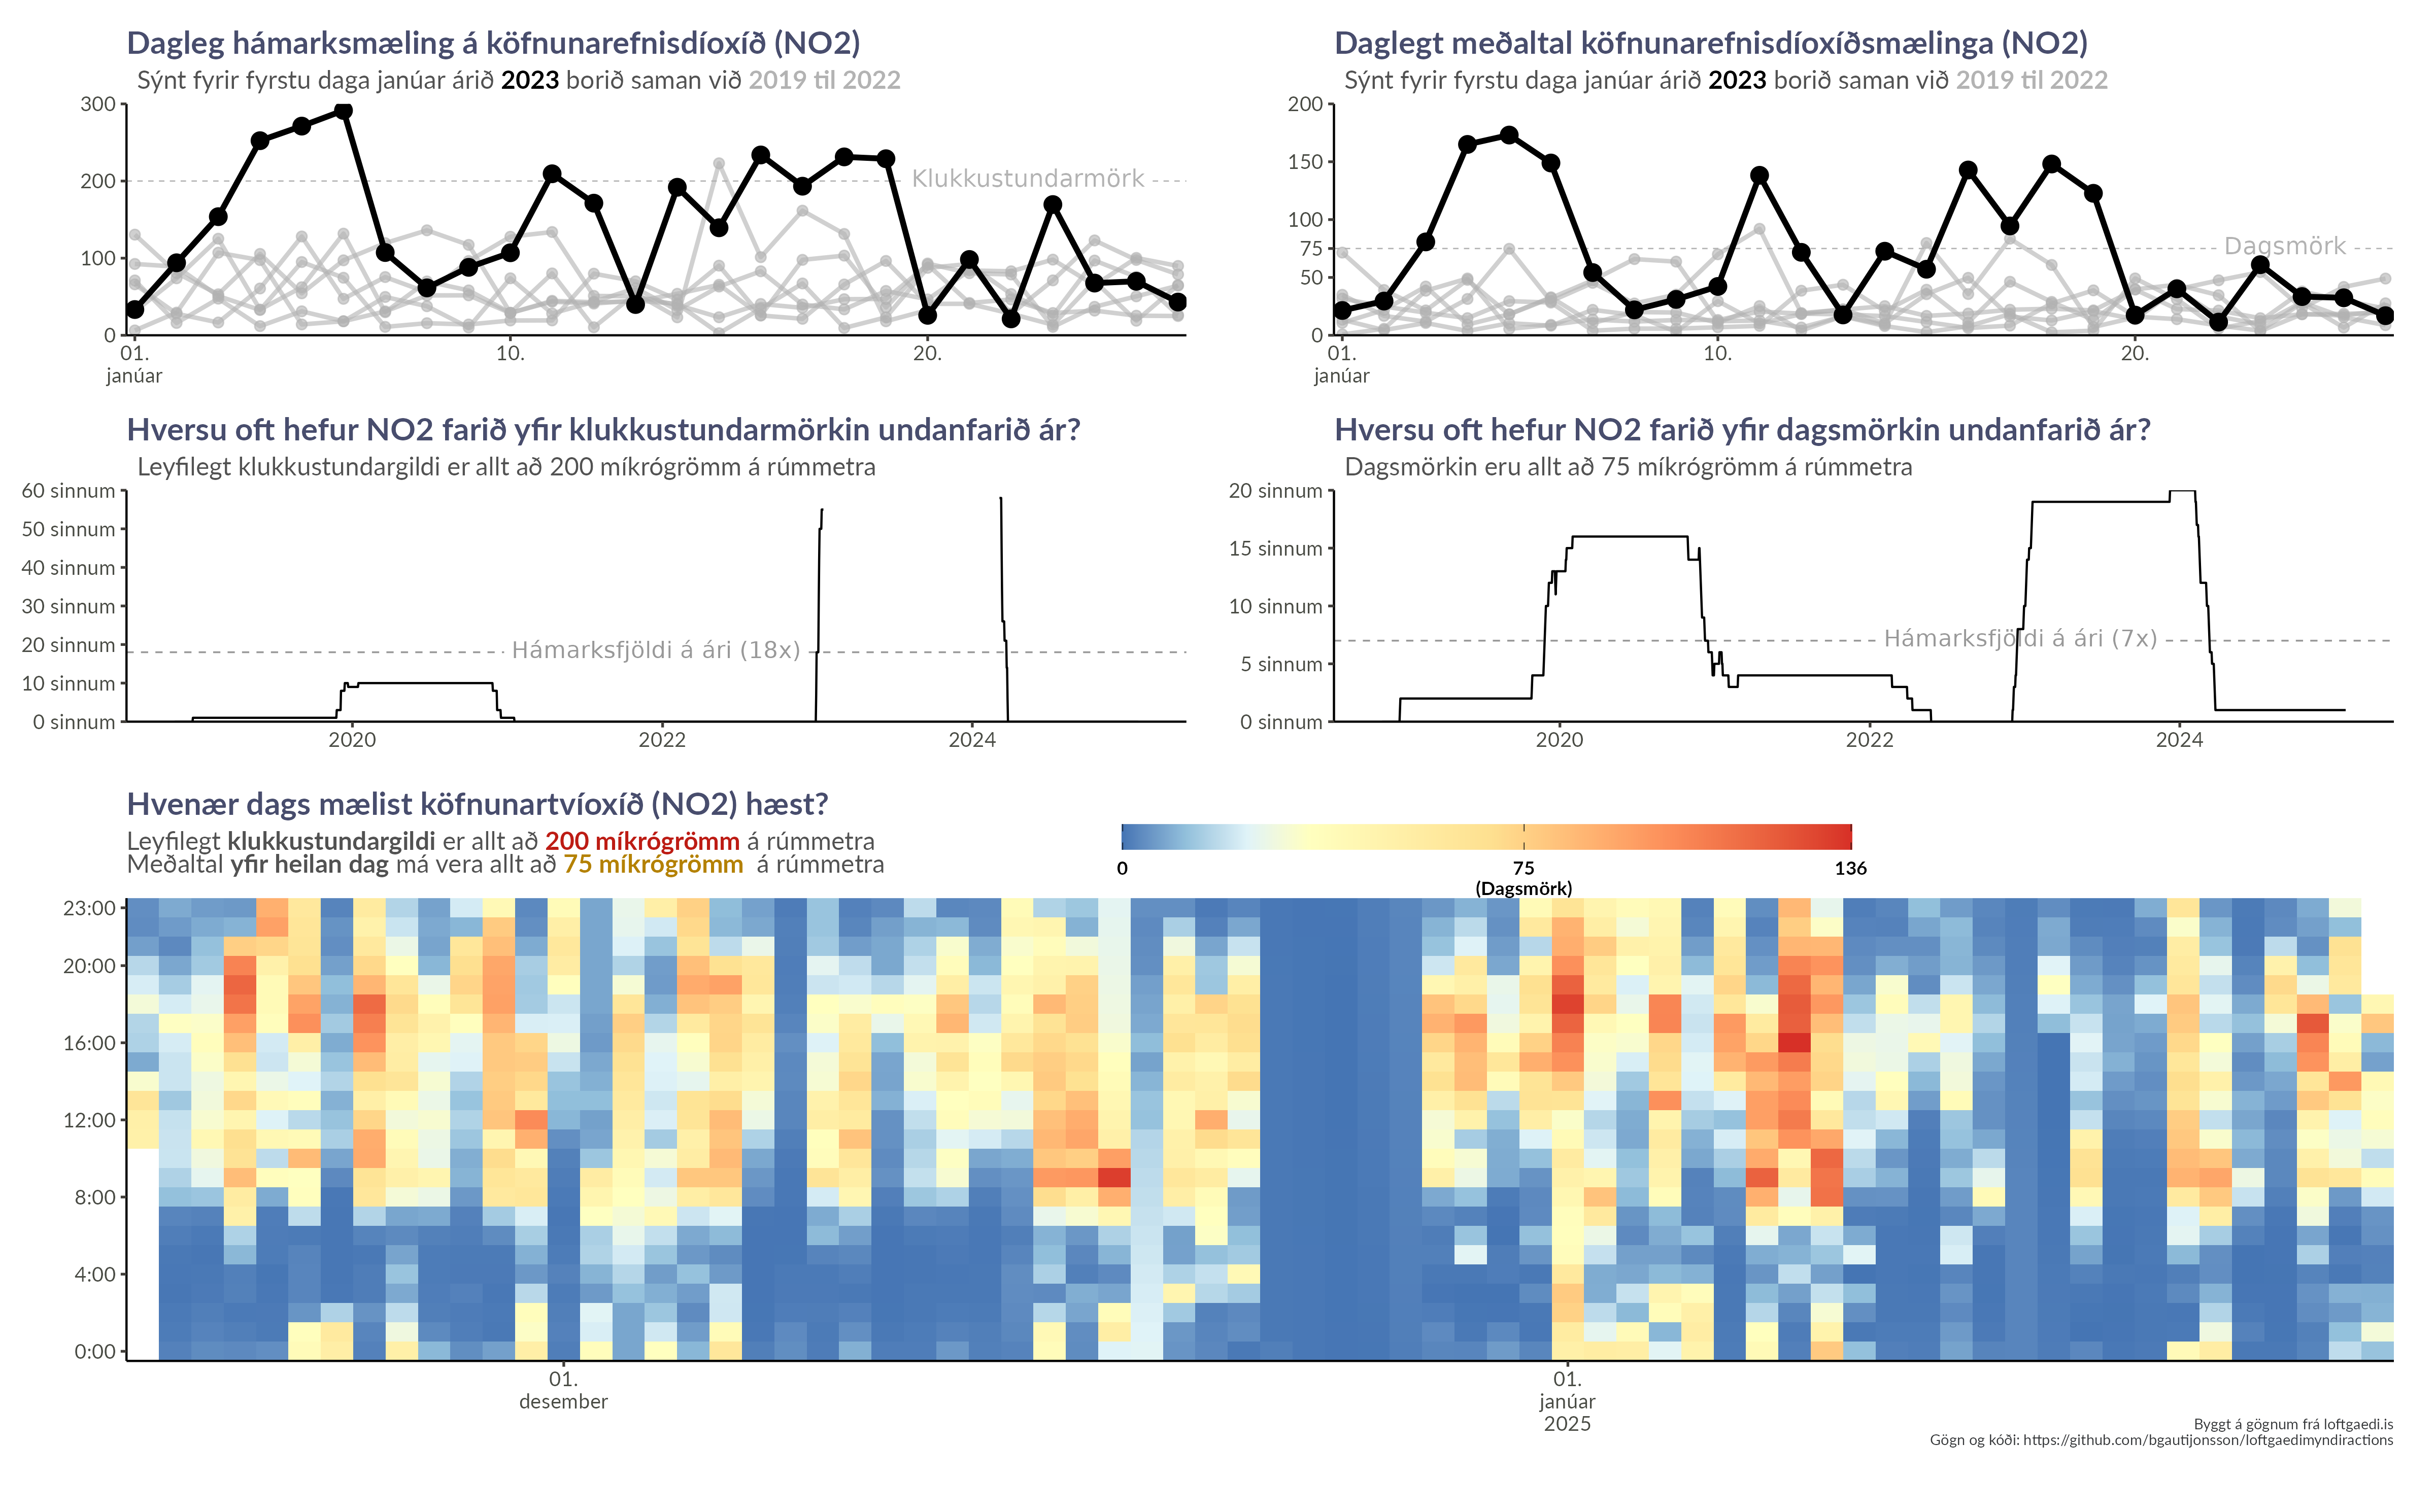 Dagleg hámarksmæling á köfnunarefnisdíoxíð (NO2)
Sýnt fyrir fyrstu daga janúar árið 2023 borið saman við 2019 til 2022
300
200
100
0
Klukkustundarmörk
01.
janúar
10.
20.
Daglegt meðaltal köfnunarefnisdíoxíðsmælinga (NO2)
Sýnt fyrir fyrstu daga janúar árið 2023 borið saman við 2019 til 2022
200
150
100
75
50
0
Dagsmörk
01.
janúar
10.
20.
Hversu oft hefur NO2 farið yfir klukkustundarmörkin undanfarið ár?
Leyfilegt klukkustundargildi er allt að 200 míkrógrömm á rúmmetra
60 sinnum
50 sinnum
40 sinnum
30 sinnum
20 sinnum
10 sinnum
0 sinnum
Hámarksfjöldi á ári (18x)
2020
2022
2024
Hversu oft hefur NO2 farið yfir dagsmörkin undanfarið ár?
Dagsmörkin eru allt að 75 míkrógrömm á rúmmetra
20 sinnum
15 sinnum
10 sinnum
5 sinnum
0 sinnum
Hámarksfjöldi á ári (7x)
2020
2022
2024
Hvenær dags mælist köfnunartvíoxíð (NO2) hæst?
Leyfilegt klukkustundargildi er allt að 200 míkrógrömm á rúmmetra
Meðaltal yfir heilan dag má vera allt að 75 míkrógrömm á rúmmetra
0
75
(Dagsmörk)
136
23:00
20:00
16:00
12:00
8:00
4:00
0:00
01.
desember
01.
janúar
2025
Byggt á gögnum frá loftgaedi.is
Gögn og kóði: https://github.com/bgautijonsson/loftgaedimyndiractions